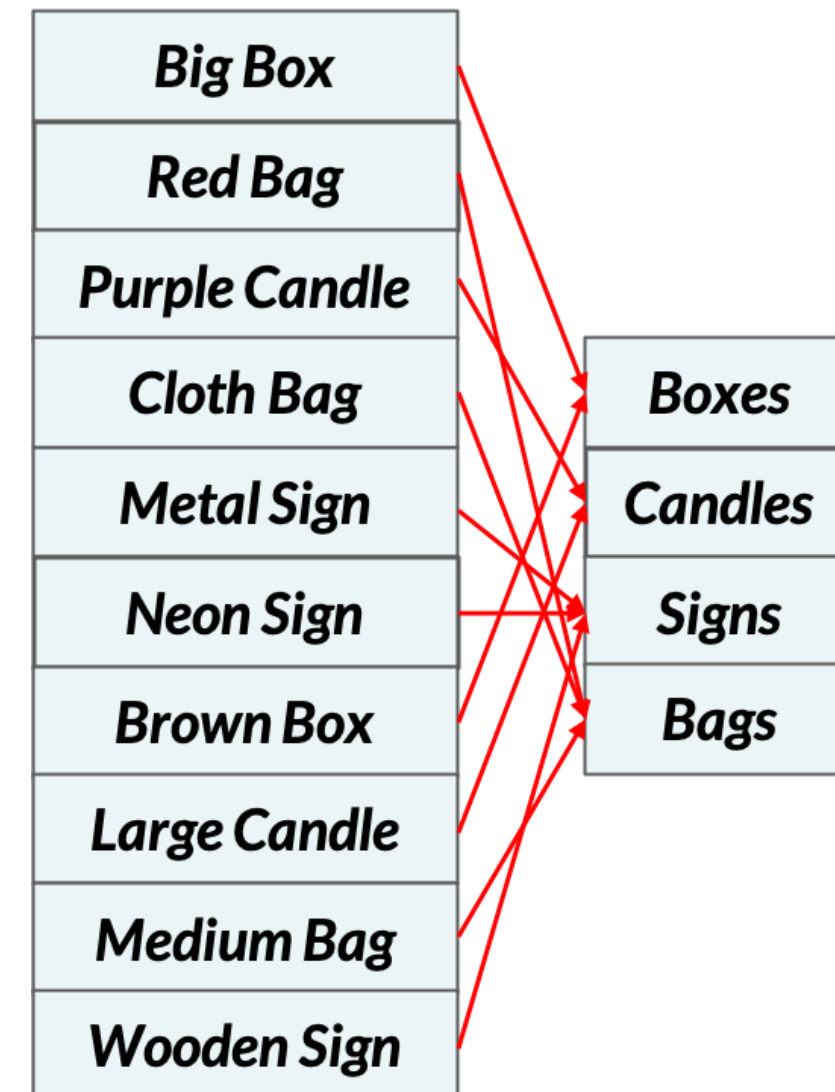 Big Box
Red Bag
Purple Candle
Cloth Bag
Metal Sign
Neon Sign
Brown Box
Large Candle
Medium Bag
Wooden Sign
Boxes
Candles
Signs
Bags